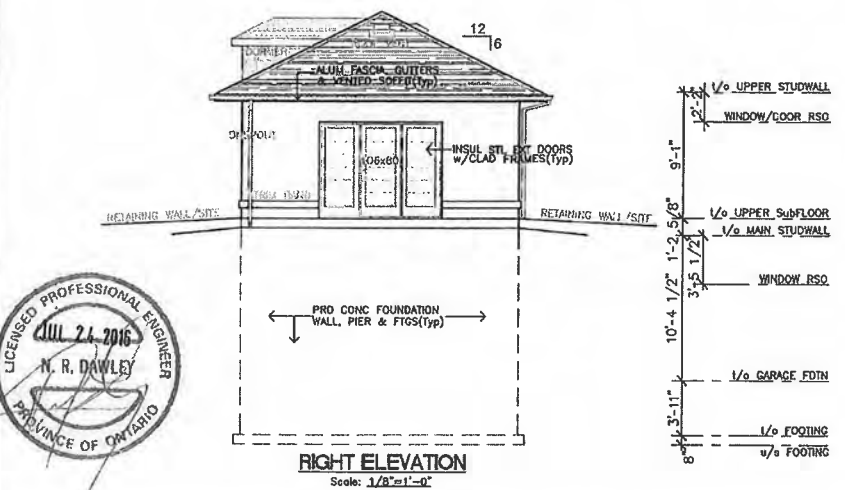 12
6
DORMER
ALUM FASCIA, GUTTERS
& VENTED SOFFIT(Typ)
t/o UPPER STUDWALL
2'-2"
WINDOW/DOOR RSO
9'-1"
INSUL STL EXT DOORS
w/CLAD FRAMES(Typ)
RETAINING WALL/SITE
RETAINING WALL/SITE
t/o UPPER SubFLOOR
1'-2 5/8"
t/o MAIN STUDWALL
3'-5 1/2"
WINDOW RSO
10'-4 1/2"
PRO CONC FOUNDATION
WALL, PIER & FTGS(Typ)
t/o GARAGE FDTN
3'-11"
t/o FOOTING
8"
u/s FOOTING
LICENSED PROFESSIONAL ENGINEER
JUL 24 2016
N. R. DAWLEY
PROVINCE OF ONTARIO
RIGHT ELEVATION
Scale: 1/8"=1'-0"